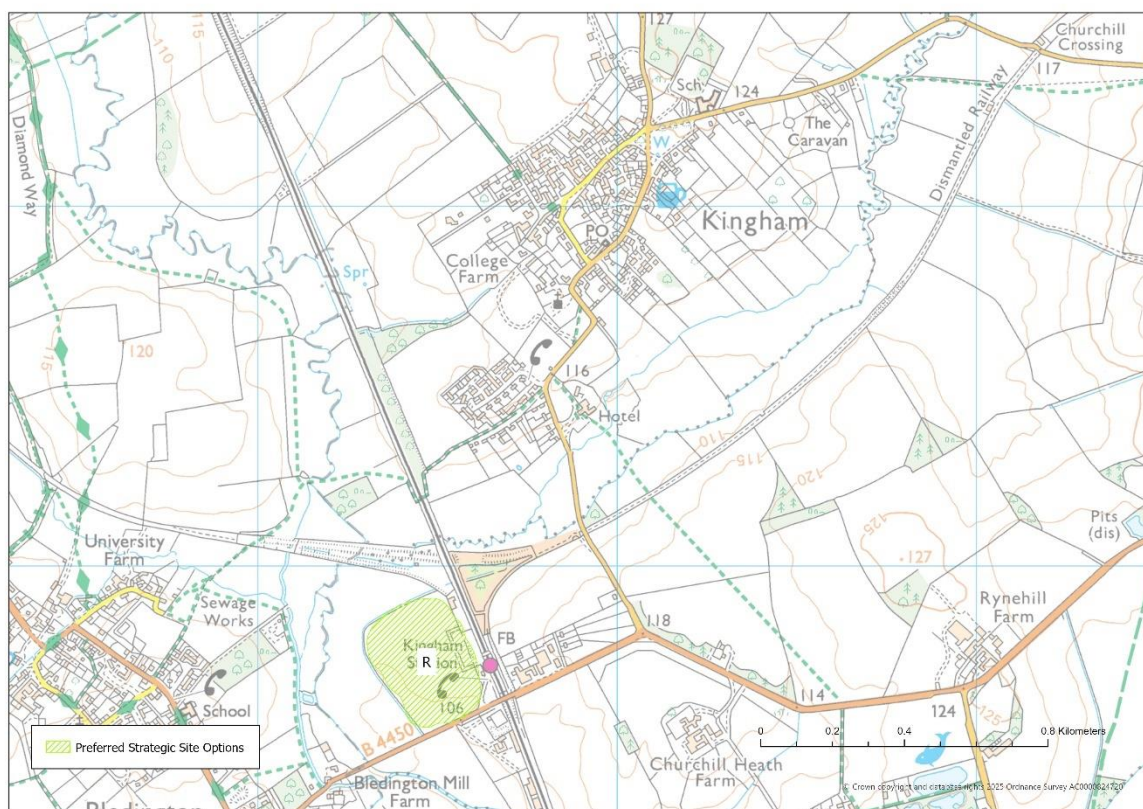 115
110
127
Churchill
Crossing
117
124
Sch
W
The
Caravan
Diamond Way
Dismantled Railway
Kingham
PO
College
Farm
Spr
120
115
116
Hotel
110
115
120
125
127
Pits
(dis)
University
Farm
Sewage
Works
Rynehill
Farm
118
FB
Kingham
R
106
School
114
124
125
B 4450
Preferred Strategic Site Options
0 0.2 0.4 0.8 Kilometers
Bledington Mill
Farm
Churchill Heath
Farm
Bledington
© Crown copyright and database rights 2025 Ordnance Survey AC0000824720